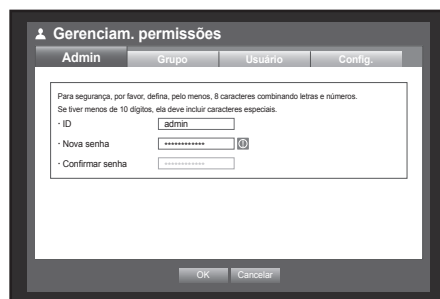 Gerenciam. permissões
Admin Grupo Usuário Config.
Para segurança, por favor, defina, pelo menos, 8 caracteres combinando letras e números.
Se tiver menos de 10 dígitos, ela deve incluir caracteres especiais.
· ID admin
· Nova senha ************
· Confirmar senha ************
OK Cancelar